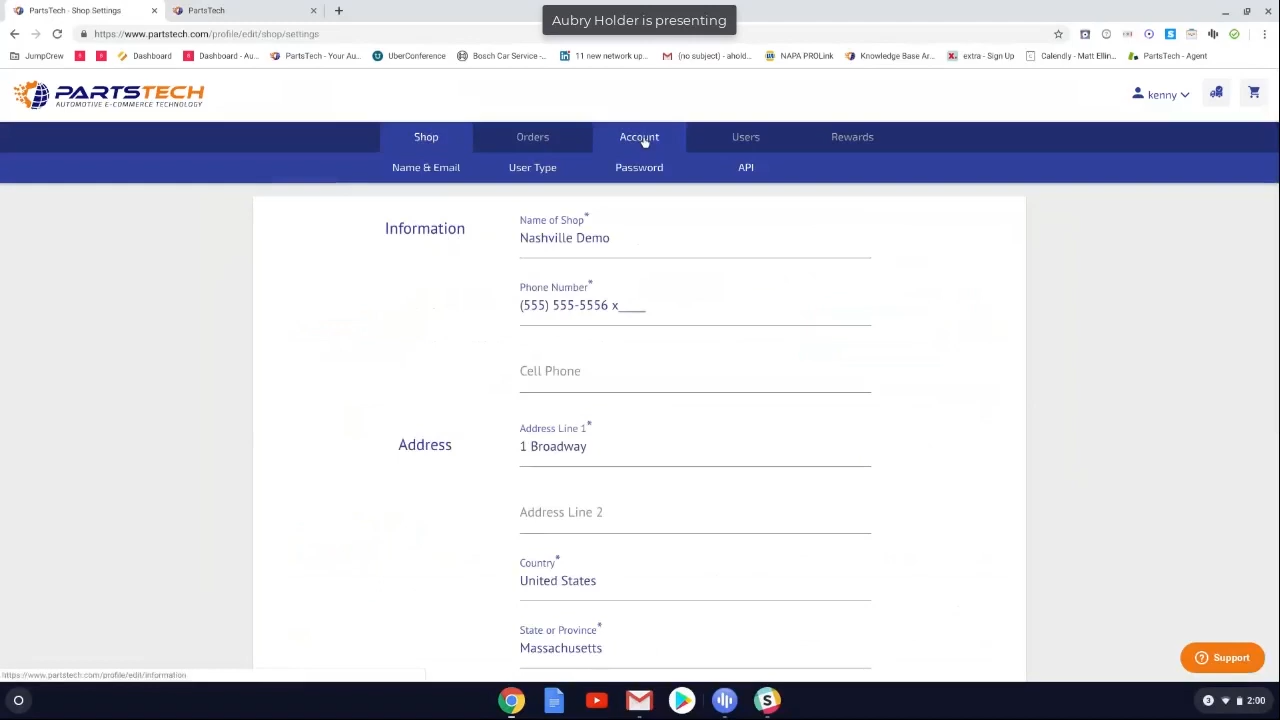 PartsTech - Shop Settings
PartsTech
Aubry Holder is presenting
https://www.partstech.com/profile/edit/shop/settings
JumpCrew
Dashboard
Dashboard - Au...
PartsTech - Your Au...
UberConference
Bosch Car Service -...
11 new network up...
(no subject) - ahold...
NAPA PROLink
Knowledge Base Ar...
extra - Sign Up
Calendly - Matt Ellin...
PartsTech - Agent
PARTSTECH
AUTOMOTIVE E-COMMERCE TECHNOLOGY
kenny
Shop
Orders
Account
Users
Rewards
Name & Email
User Type
Password
API
Information
Name of Shop*
Nashville Demo
Phone Number*
(555) 555-5556 x_____
Cell Phone
Address
Address Line 1*
1 Broadway
Address Line 2
Country*
United States
State or Province*
Massachusetts
Support
https://www.partstech.com/profile/edit/information
3
2:00